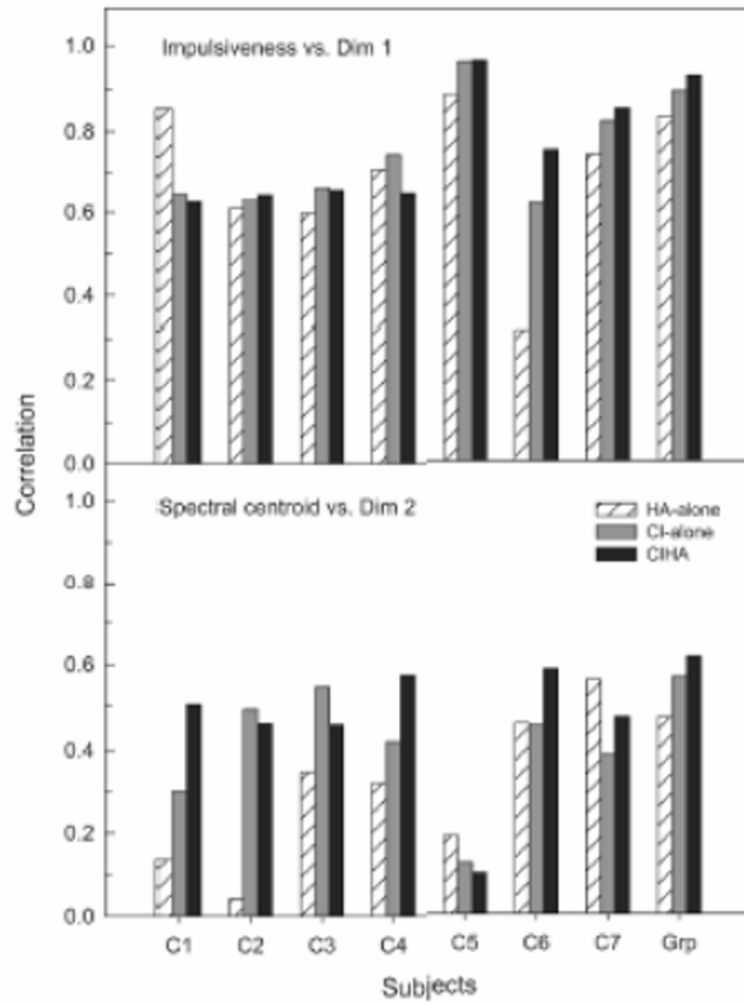 Impulsiveness vs. Dim 1
1.0
0.8
0.6
0.4
0.2
0.0
Correlation
Spectral centroid vs. Dim 2
HA-alone
CI-alone
CIHA
1.0
0.8
0.6
0.4
0.2
0.0
C1 C2 C3 C4 C5 C6 C7 Grp
Subjects